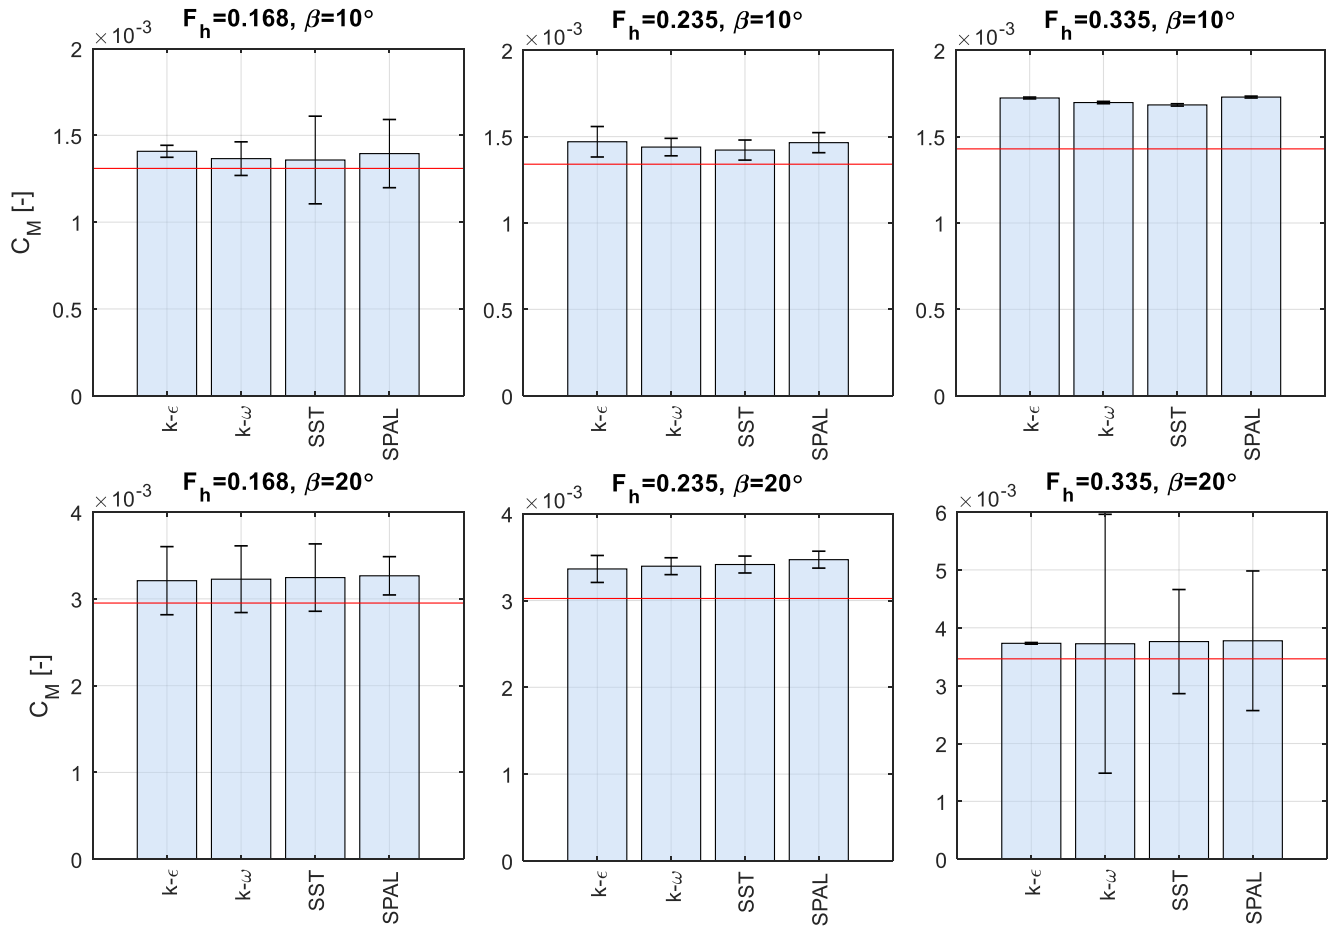 F_h=0.168, β=10°
×10^-3
2
1.5
1
0.5
0
C_M [-]
k-ϵ
k-ω
SST
SPAL
F_h=0.235, β=10°
×10^-3
2
1.5
1
0.5
0
k-ϵ
k-ω
SST
SPAL
F_h=0.335, β=10°
×10^-3
2
1.5
1
0.5
0
k-ϵ
k-ω
SST
SPAL
F_h=0.168, β=20°
×10^-3
4
3
2
1
0
C_M [-]
k-ϵ
k-ω
SST
SPAL
F_h=0.235, β=20°
×10^-3
4
3
2
1
0
k-ϵ
k-ω
SST
SPAL
F_h=0.335, β=20°
×10^-3
6
5
4
3
2
1
0
k-ϵ
k-ω
SST
SPAL